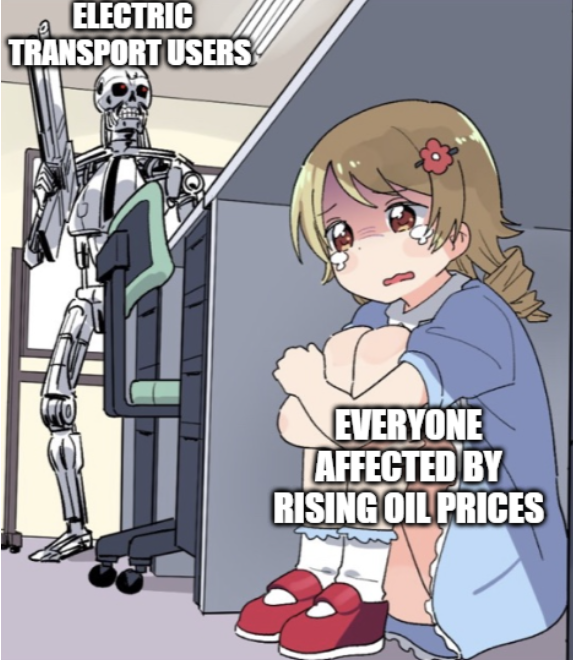 ELECTRIC
TRANSPORT USERS
EVERYONE
AFFECTED BY
RISING OIL PRICES